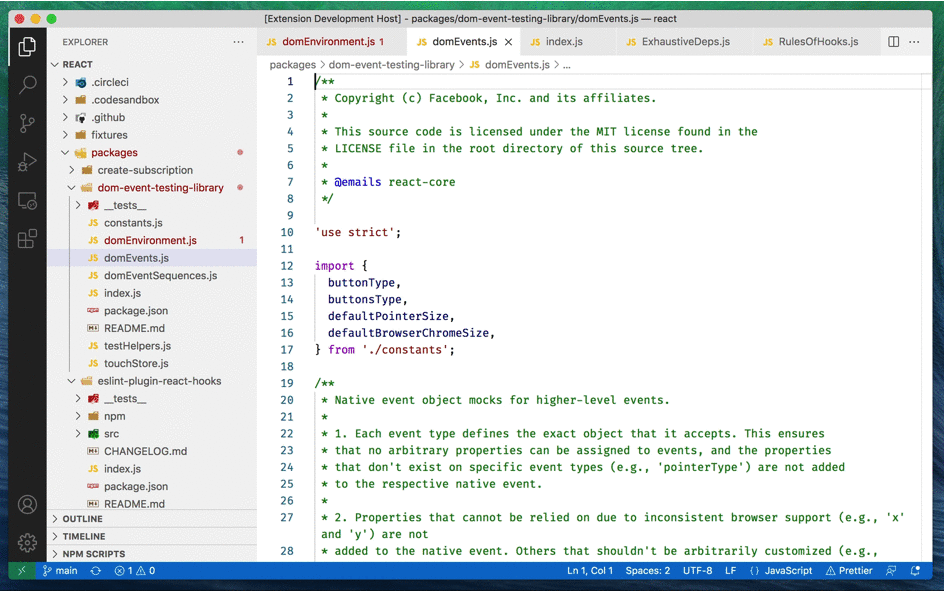 [Extension Development Host] - packages/dom-event-testing-library/domEvents.js — react
EXPLORER
JS domEnvironment.js 1
JS domEvents.js
JS index.js
JS ExhaustiveDeps.js
JS RulesOfHooks.js
packages > dom-event-testing-library > JS domEvents.js > ...
REACT
.circleci
.codesandbox
.github
fixtures
packages
create-subscription
dom-event-testing-library
__tests__
JS constants.js
JS domEnvironment.js 1
JS domEvents.js
JS domEventSequences.js
JS index.js
package.json
README.md
JS testHelpers.js
JS touchStore.js
eslint-plugin-react-hooks
__tests__
npm
src
CHANGELOG.md
JS index.js
package.json
README.md
OUTLINE
TIMELINE
NPM SCRIPTS
1 /**
2 * Copyright (c) Facebook, Inc. and its affiliates.
3 *
4 * This source code is licensed under the MIT license found in the
5 * LICENSE file in the root directory of this source tree.
6 *
7 * @emails react-core
8 */
9
10 'use strict';
11
12 import {
13 buttonType,
14 buttonsType,
15 defaultPointerSize,
16 defaultBrowserChromeSize,
17 } from './constants';
18
19 /**
20 * Native event object mocks for higher-level events.
21 *
22 * 1. Each event type defines the exact object that it accepts. This ensures
23 * that no arbitrary properties can be assigned to events, and the properties
24 * that don't exist on specific event types (e.g., 'pointerType') are not added
25 * to the respective native event.
26 *
27 * 2. Properties that cannot be relied on due to inconsistent browser support (e.g., 'x'
and 'y') are not
28 * added to the native event. Others that shouldn't be arbitrarily customized (e.g.,
main
1 0
Ln 1, Col 1
Spaces: 2
UTF-8
LF
{} JavaScript
Prettier